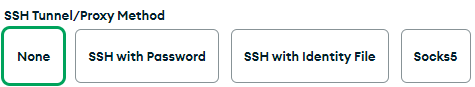 SSH Tunnel/Proxy Method
None SSH with Password SSH with Identity File Socks5